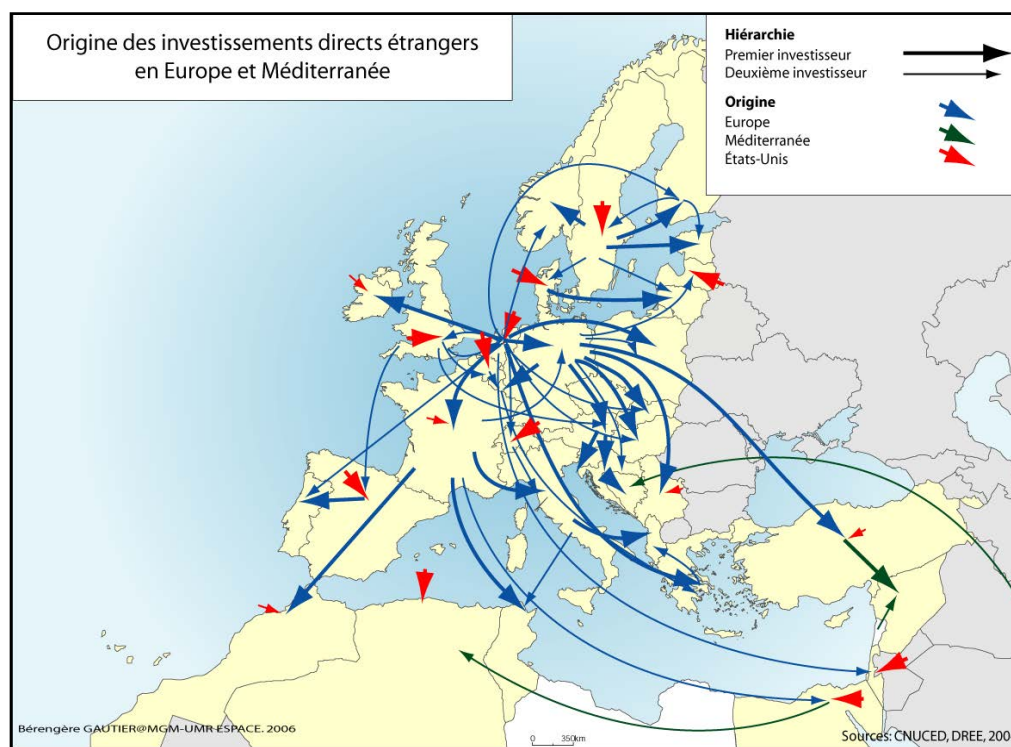 Origine des investissements directs étrangers
en Europe et Méditerranée
Hiérarchie
Premier investisseur
Deuxième investisseur
Origine
Europe
Méditerranée
États-Unis
Bérengère GAUTIER@MGM-UMR ESPACE. 2006
0 350km
Sources: CNUCED, DREE, 200